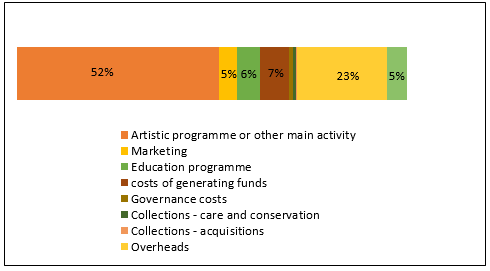 52% 5% 6% 7% 23% 5%
Artistic programme or other main activity
Marketing
Education programme
costs of generating funds
Governance costs
Collections - care and conservation
Collections - acquisitions
Overheads